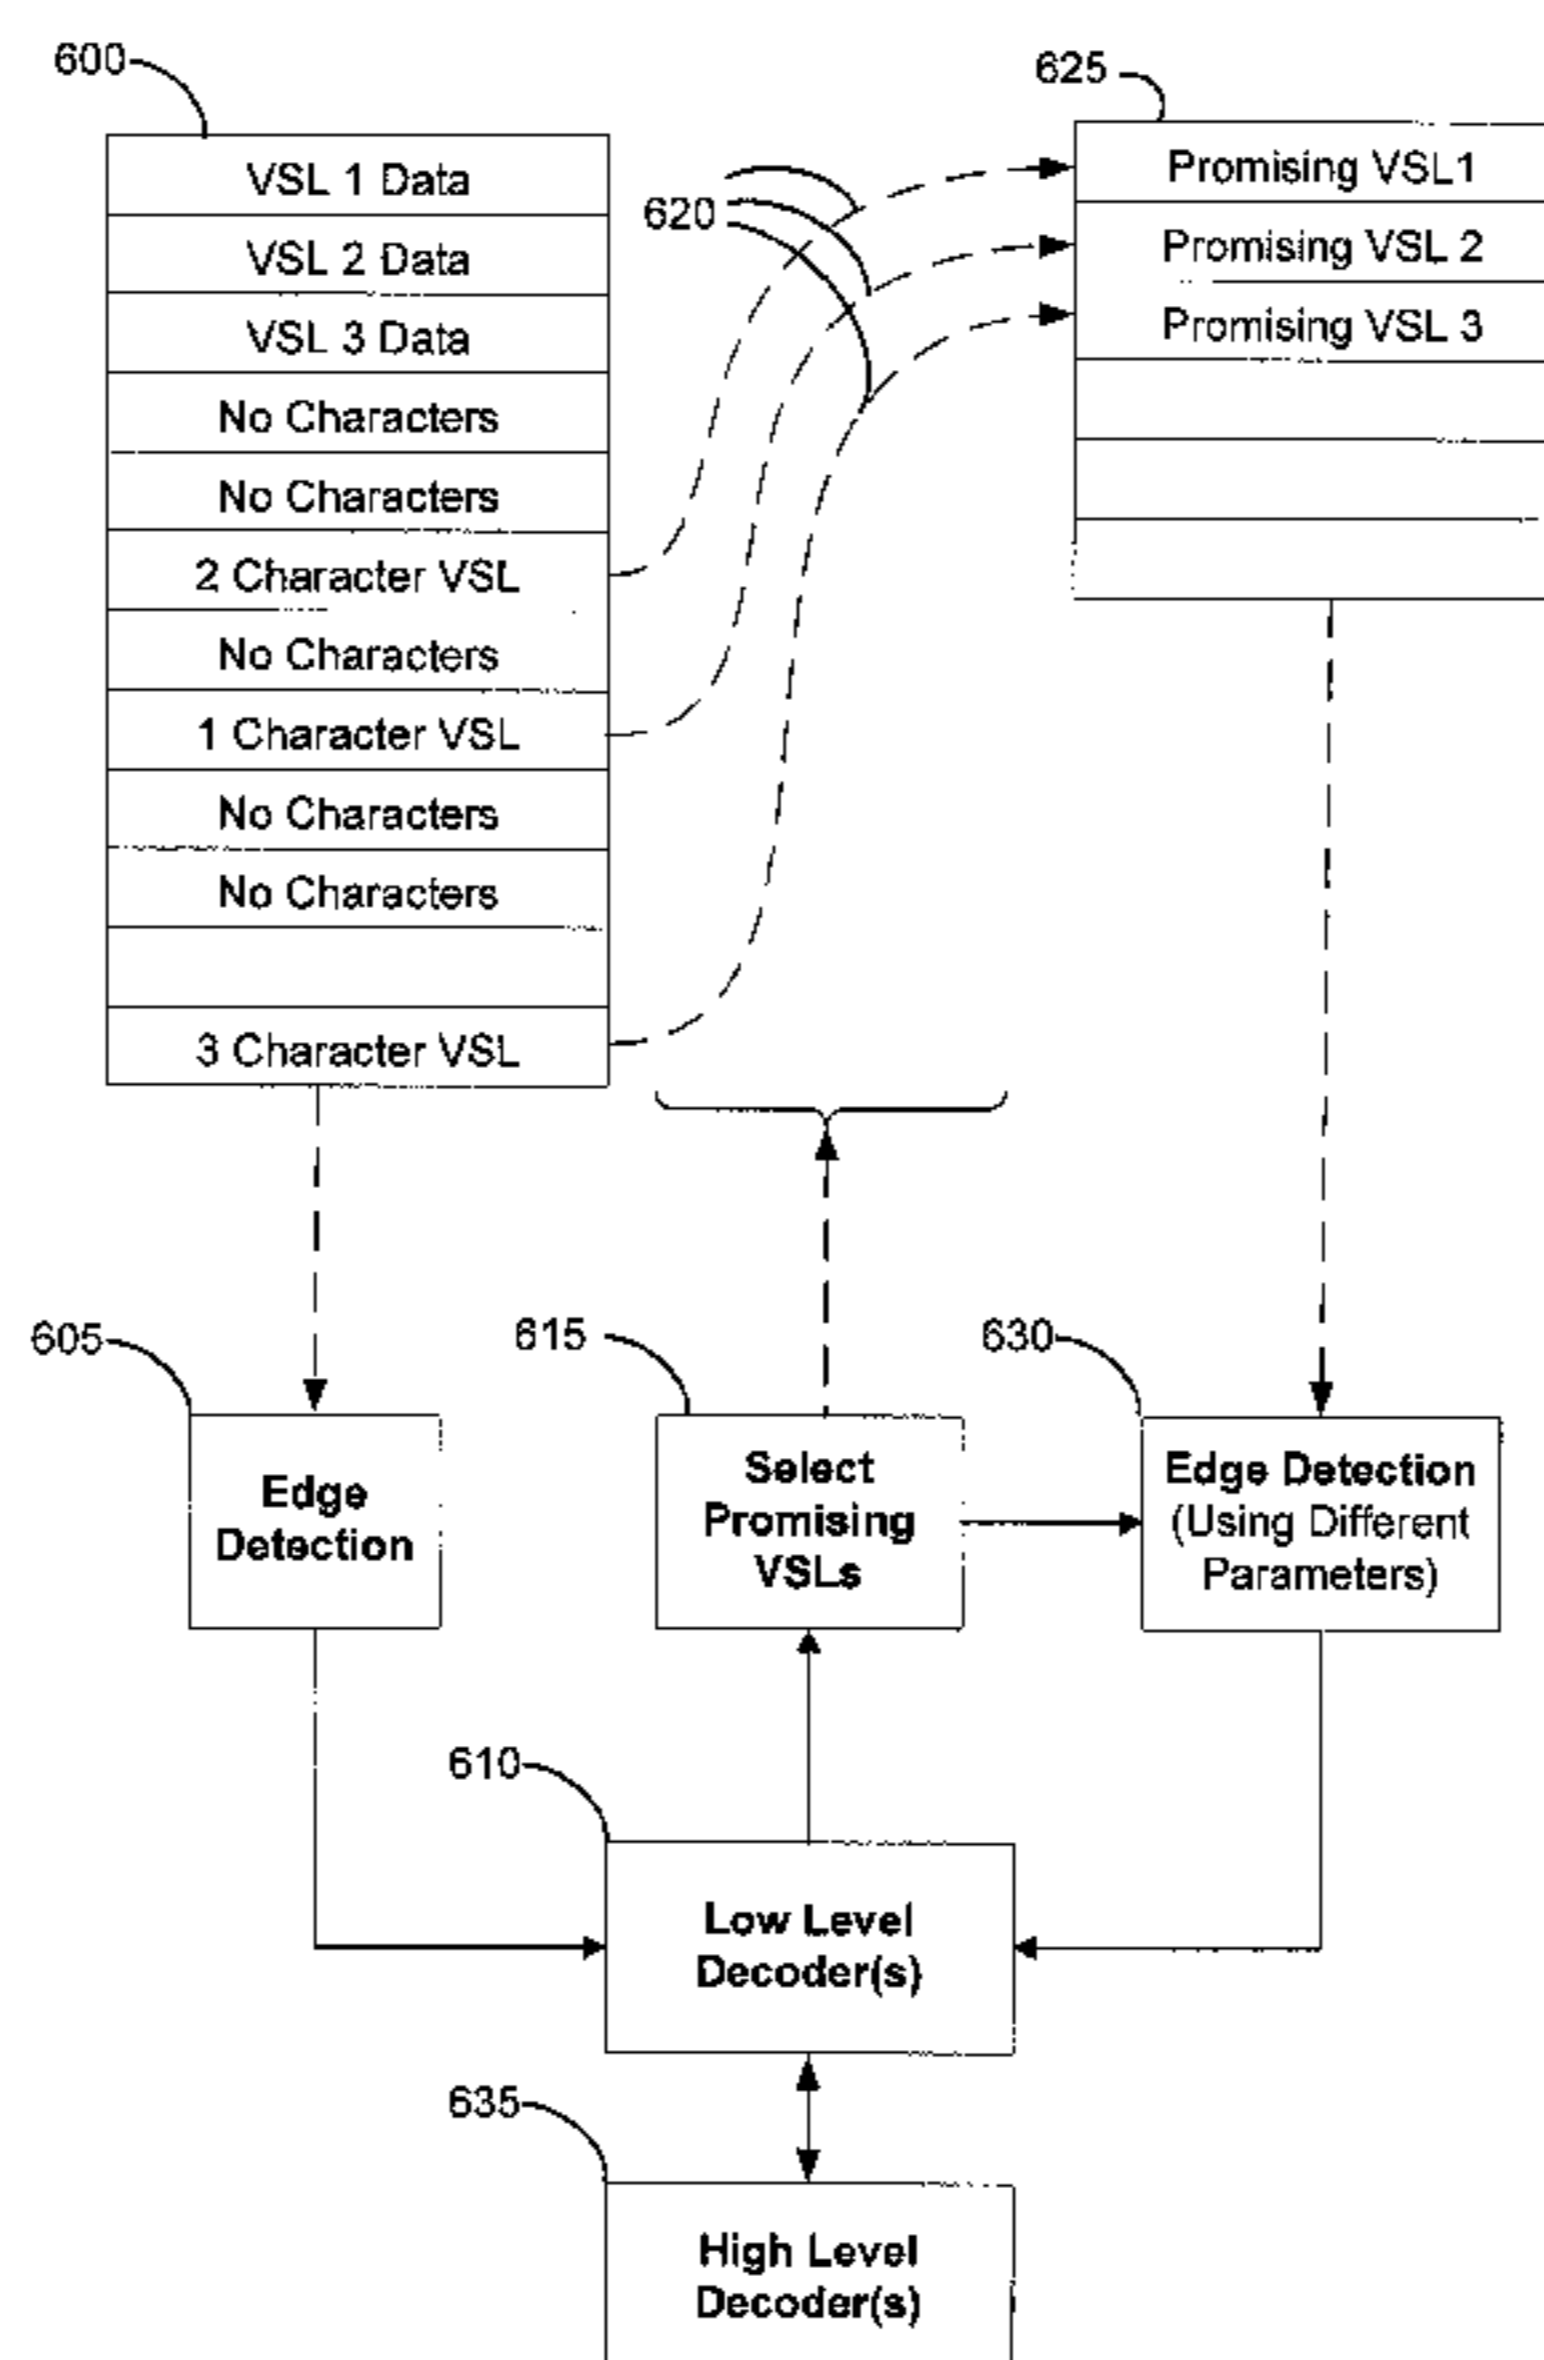 600
VSL 1 Data
VSL 2 Data
VSL 3 Data
No Characters
No Characters
2 Character VSL
No Characters
1 Character VSL
No Characters
No Characters
3 Character VSL
620
625
Promising VSL1
Promising VSL 2
Promising VSL 3
605
Edge
Detection
615
Select
Promising
VSLs
630
Edge Detection
(Using Different
Parameters)
610
Low Level
Decoder(s)
635
High Level
Decoder(s)